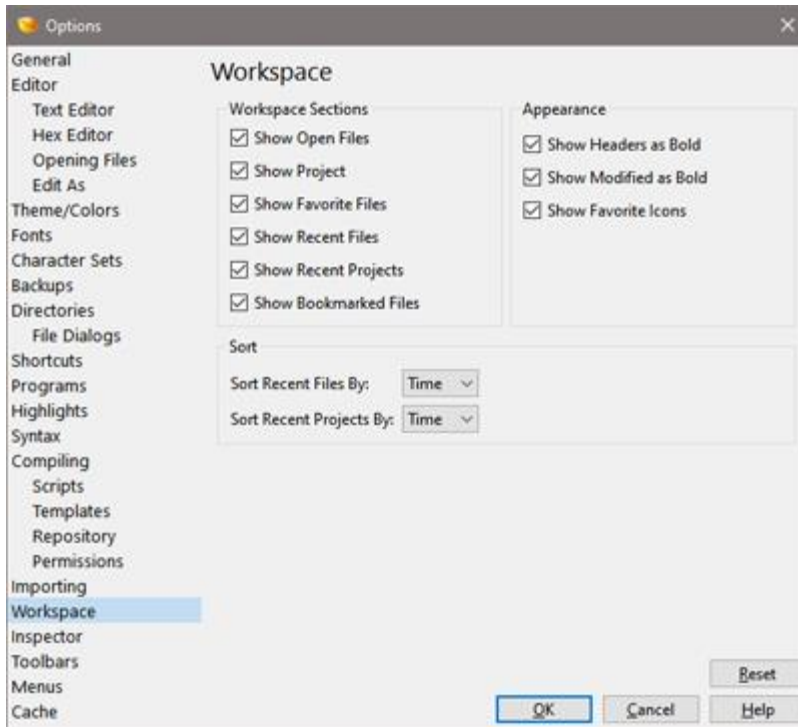 Options
General
Editor
Text Editor
Hex Editor
Opening Files
Edit As
Theme/Colors
Fonts
Character Sets
Backups
Directories
File Dialogs
Shortcuts
Programs
Highlights
Syntax
Compiling
Scripts
Templates
Repository
Permissions
Importing
Workspace
Inspector
Toolbars
Menus
Cache
Workspace
Workspace Sections
Show Open Files
Show Project
Show Favorite Files
Show Recent Files
Show Recent Projects
Show Bookmarked Files
Appearance
Show Headers as Bold
Show Modified as Bold
Show Favorite Icons
Sort
Sort Recent Files By: Time
Sort Recent Projects By: Time
Reset
OK Cancel Help